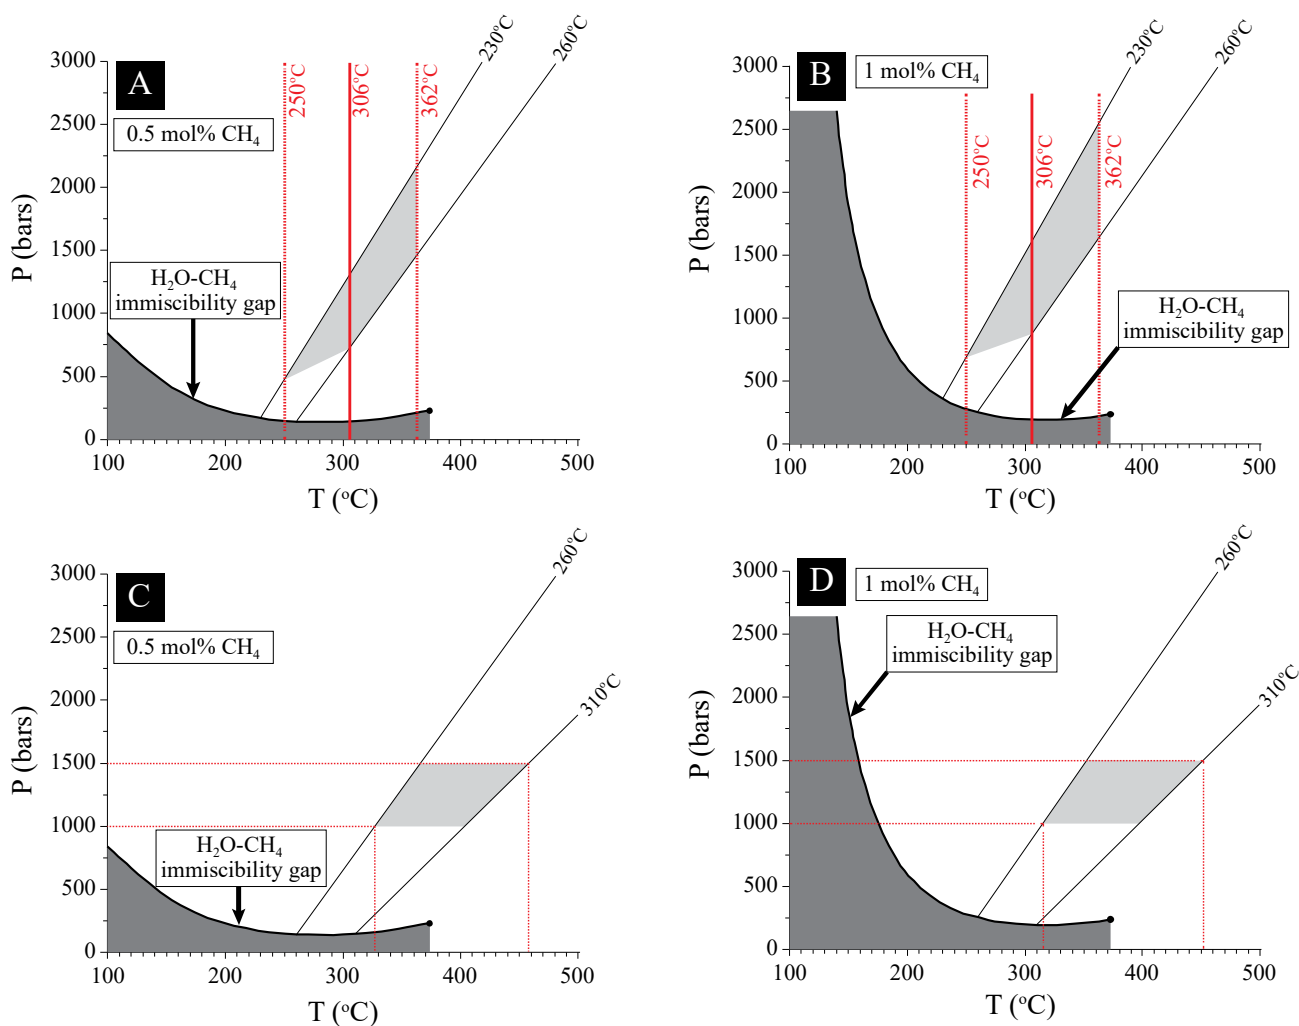 A
0.5 mol% CH₄
P (bars)
3000
2500
2000
1500
1000
500
0
250°C
306°C
362°C
230°C
260°C
H₂O-CH₄
immiscibility gap
100
200
300
400
500
T (°C)
B
1 mol% CH₄
P (bars)
3000
2500
2000
1500
1000
500
0
250°C
306°C
362°C
230°C
260°C
H₂O-CH₄
immiscibility gap
100
200
300
400
500
T (°C)
C
0.5 mol% CH₄
P (bars)
3000
2500
2000
1500
1000
500
0
260°C
310°C
H₂O-CH₄
immiscibility gap
100
200
300
400
500
T (°C)
D
1 mol% CH₄
P (bars)
3000
2500
2000
1500
1000
500
0
260°C
310°C
H₂O-CH₄
immiscibility gap
100
200
300
400
500
T (°C)